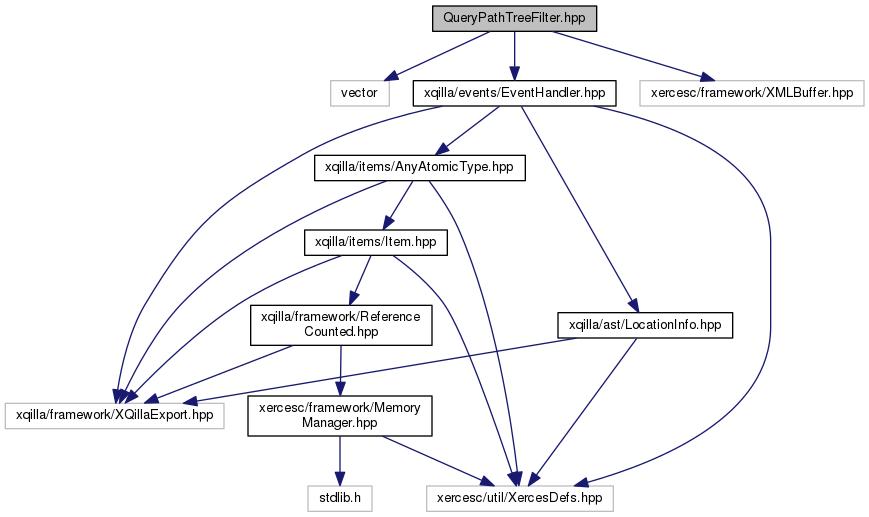 QueryPathTreeFilter.hpp
vector
xqilla/events/EventHandler.hpp
xercesc/framework/XMLBuffer.hpp
xqilla/items/AnyAtomicType.hpp
xqilla/items/Item.hpp
xqilla/framework/Reference
Counted.hpp
xqilla/ast/LocationInfo.hpp
xqilla/framework/XQillaExport.hpp
xercesc/framework/Memory
Manager.hpp
stdlib.h
xercesc/util/XercesDefs.hpp